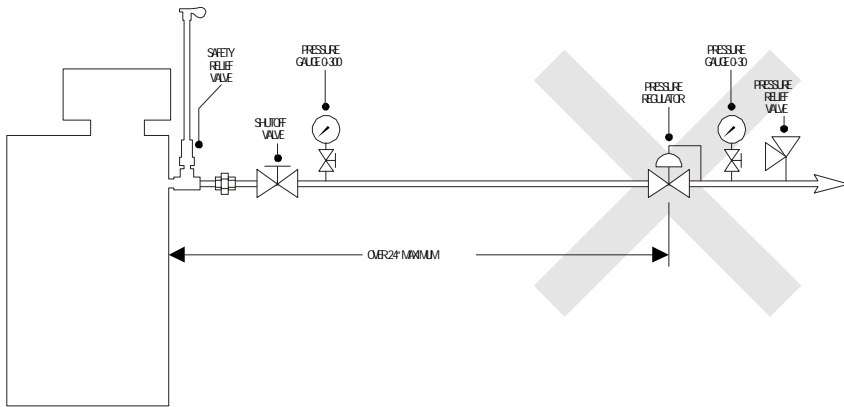 SAFETY
RELIEF
VALVE
SHUTOFF
VALVE
PRESSURE
GAUGE 0-300
PRESSURE
REGULATOR
PRESSURE
GAUGE 0-30
PRESSURE
RELIEF
VALVE
OVER 24" MAXIMUM